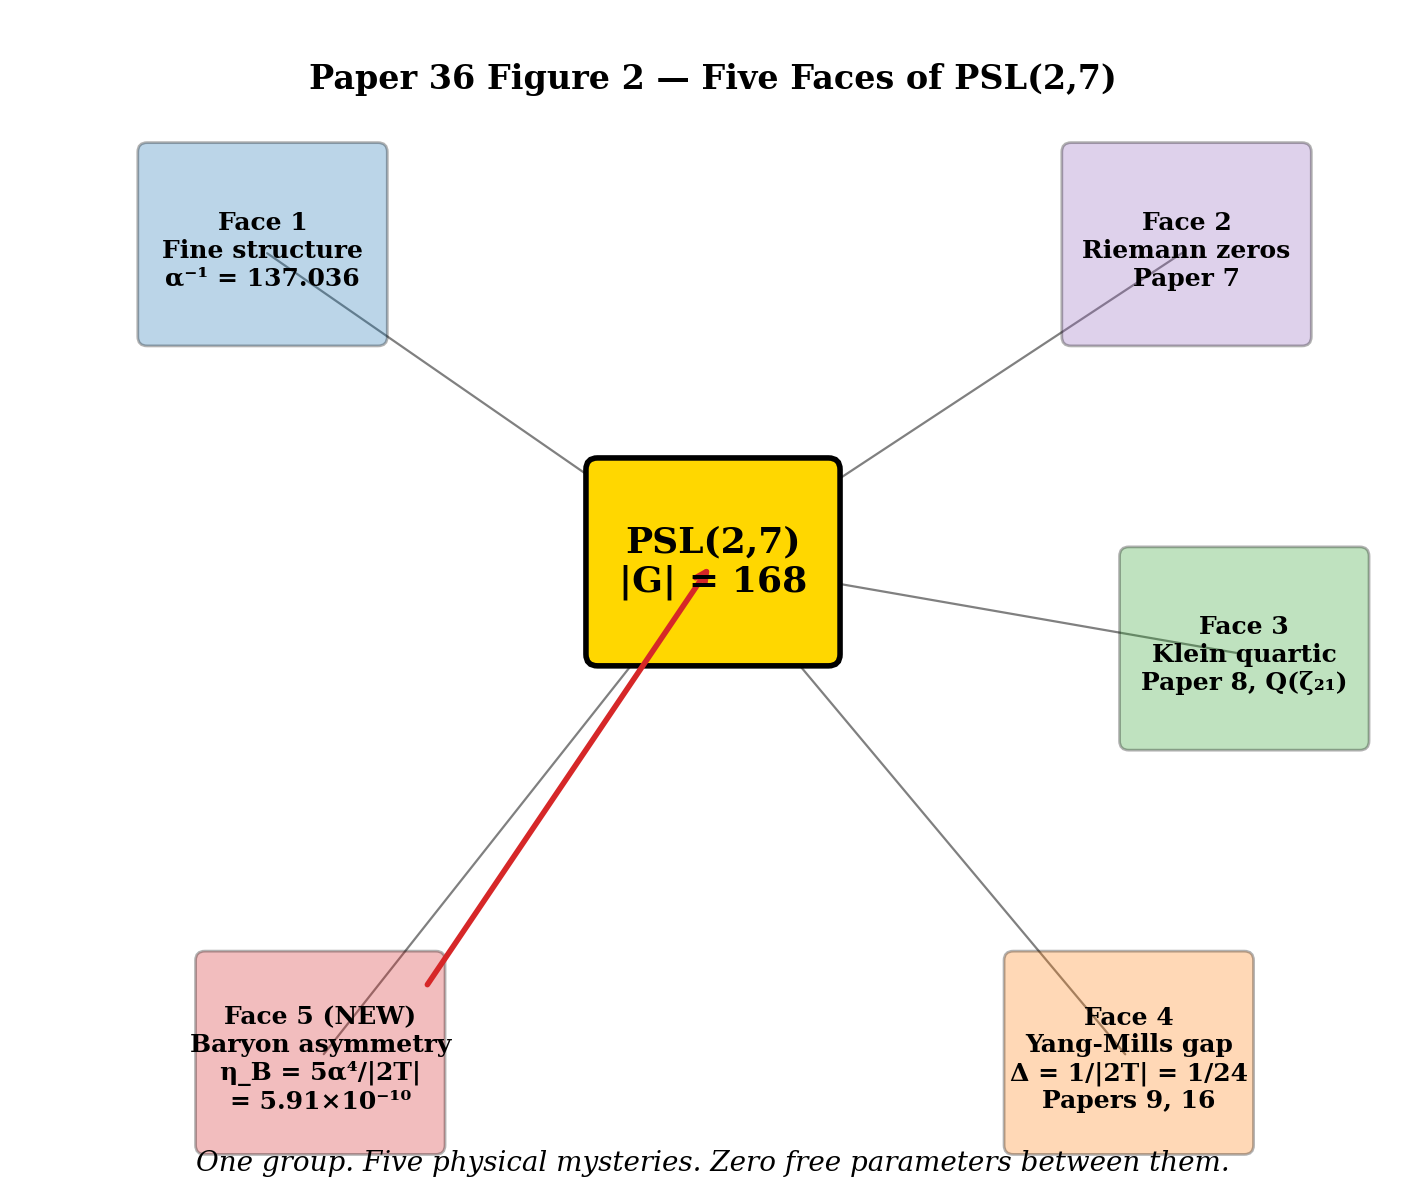 Paper 36 Figure 2 — Five Faces of PSL(2,7)
Face 1
Fine structure
α⁻¹ = 137.036
Face 2
Riemann zeros
Paper 7
PSL(2,7)
|G| = 168
Face 3
Klein quartic
Paper 8, Q(ζ₂₁)
Face 5 (NEW)
Baryon asymmetry
η_B = 5α⁴/|2T|
= 5.91×10⁻¹⁰
Face 4
Yang-Mills gap
Δ = 1/|2T| = 1/24
Papers 9, 16
One group. Five physical mysteries. Zero free parameters between them.